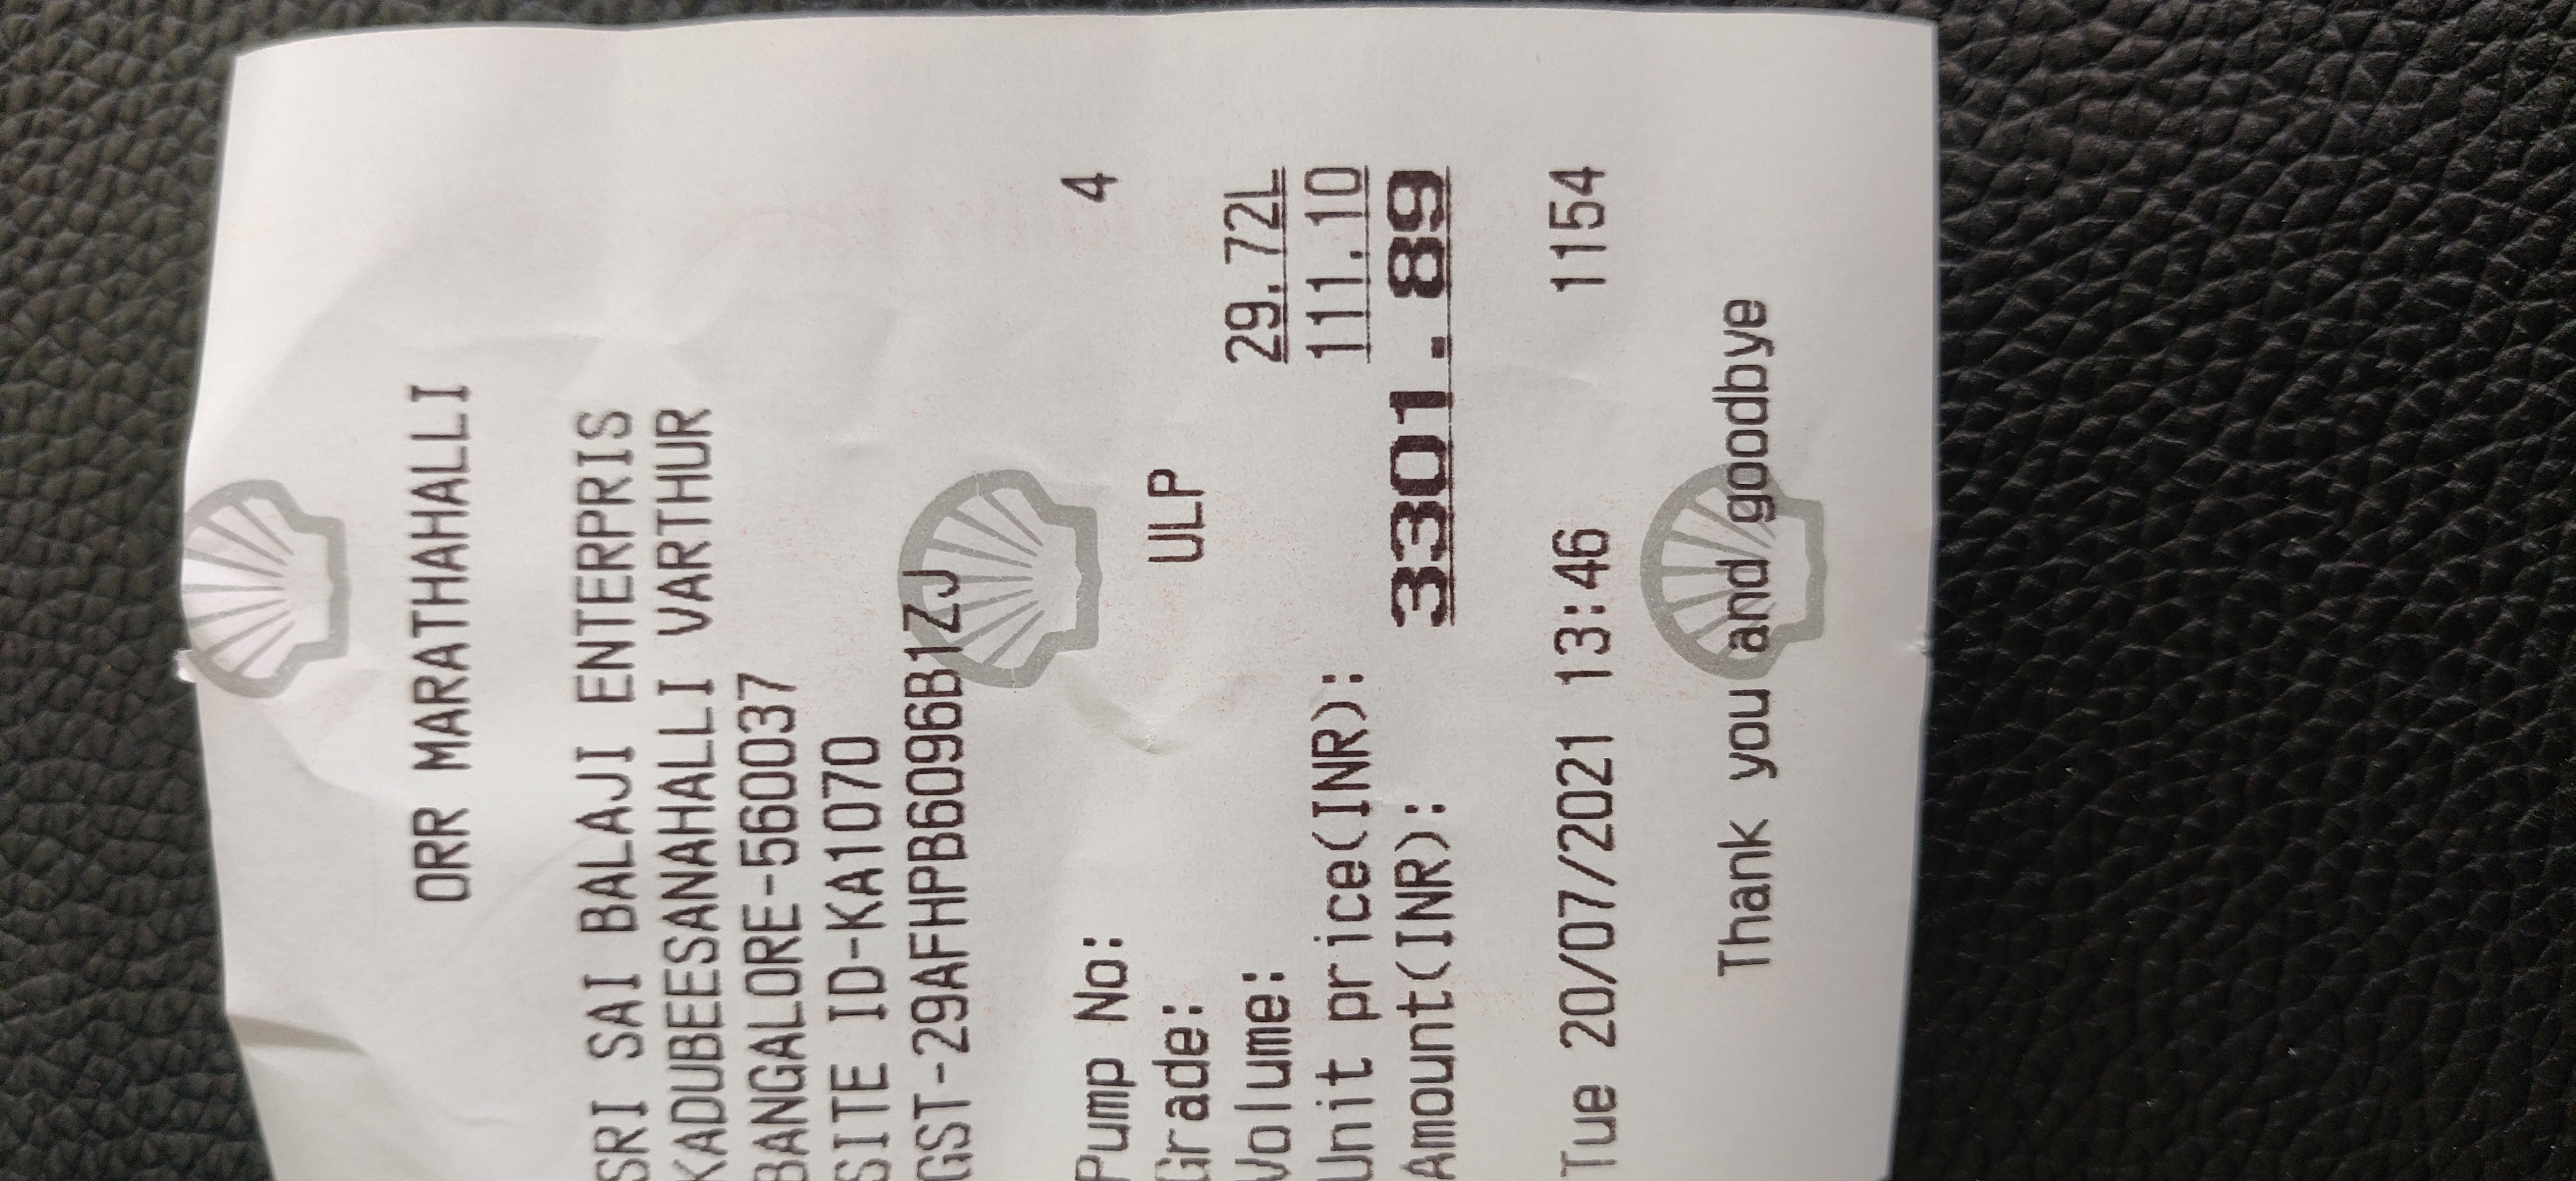 ORR MARATHAHALLI
SRI SAI BALAJI ENTERPRIS
KADUBEESANAHALLI VARTHUR
BANGALORE-560037
SITE ID-KA1070
GST-29AFHPB6096B1ZJ
Pump No: 4
Grade: ULP
Volume: 29.72L
Unit price(INR): 111.10
Amount(INR): 3301.89
Tue 20/07/2021 13:46 1154
Thank you and goodbye